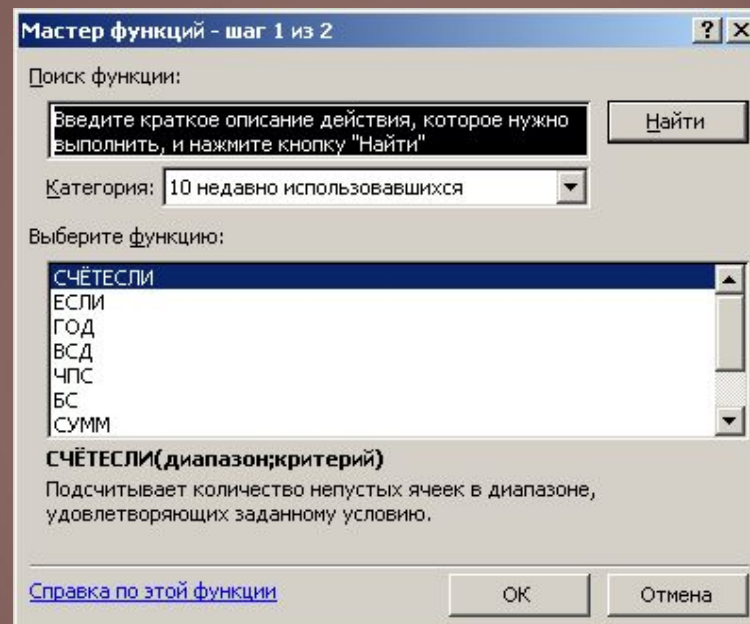 Мастер функций - шаг 1 из 2
? ×
Поиск функции:
Введите краткое описание действия, которое нужно
выполнить, и нажмите кнопку "Найти"
Найти
Категория: 10 недавно использовавшихся
Выберите функцию:
СЧЁТЕСЛИ
ЕСЛИ
ГОД
ВСД
ЧПС
БС
СУММ
СЧЁТЕСЛИ(диапазон;критерий)
Подсчитывает количество непустых ячеек в диапазоне,
удовлетворяющих заданному условию.
Справка по этой функции
ОК
Отмена